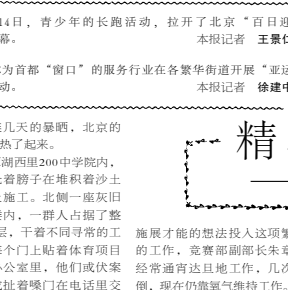 14日，青少年的长跑活动，拉开了北京“百日迎
幕。 本报记者 王景仁
为首都“窗口”的服务行业在各繁华街道开展“亚运
动。 本报记者 徐建中
几天的暴晒，北京的
热了起来。
湖西里200中学院内，
着膀子在堆积着沙土
施工。北侧一座灰旧
内，一群人占据了整
层，干着不同寻常的工
个门上贴着体育项目
公室里，他们或伏案
扯着嗓门在电话里交
精
施展才能的想法投入这项繁
的工作，竞赛部副部长朱章
经常通宵达旦地工作，几次
倒，现在仍靠氧气维持工作。